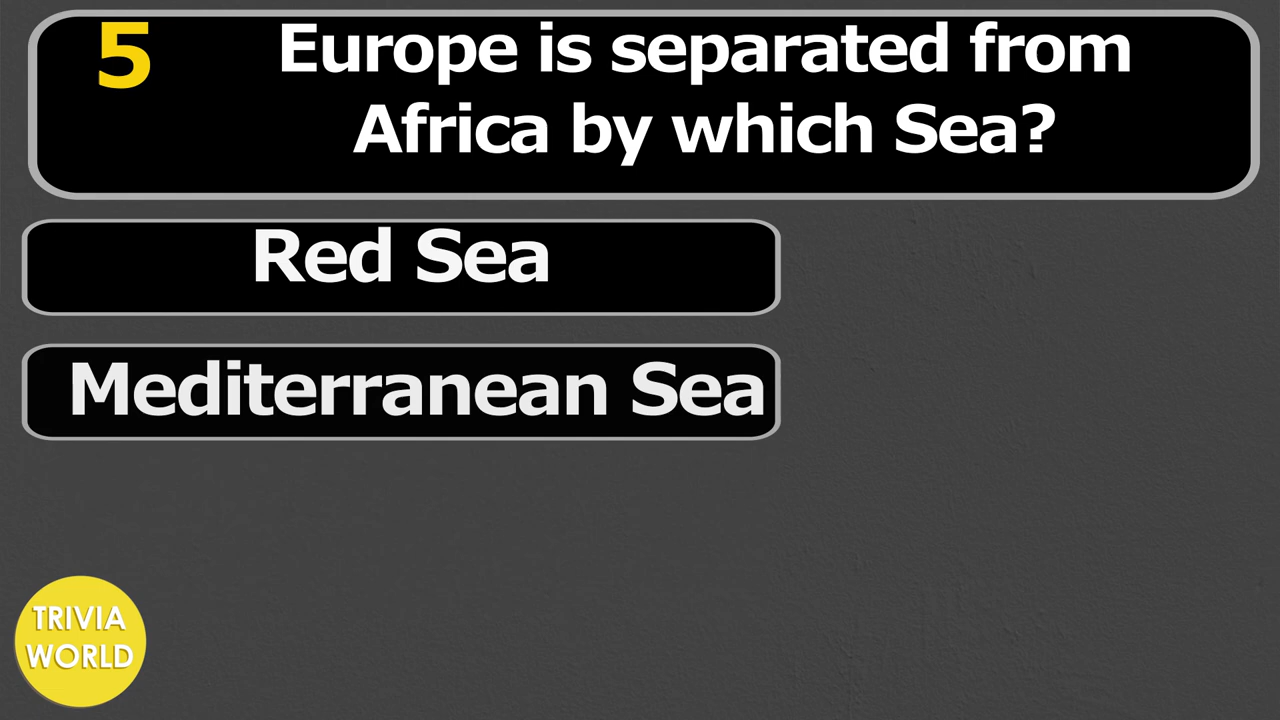 5
Europe is separated from
Africa by which Sea?
Red Sea
Mediterranean Sea
TRIVIA
WORLD